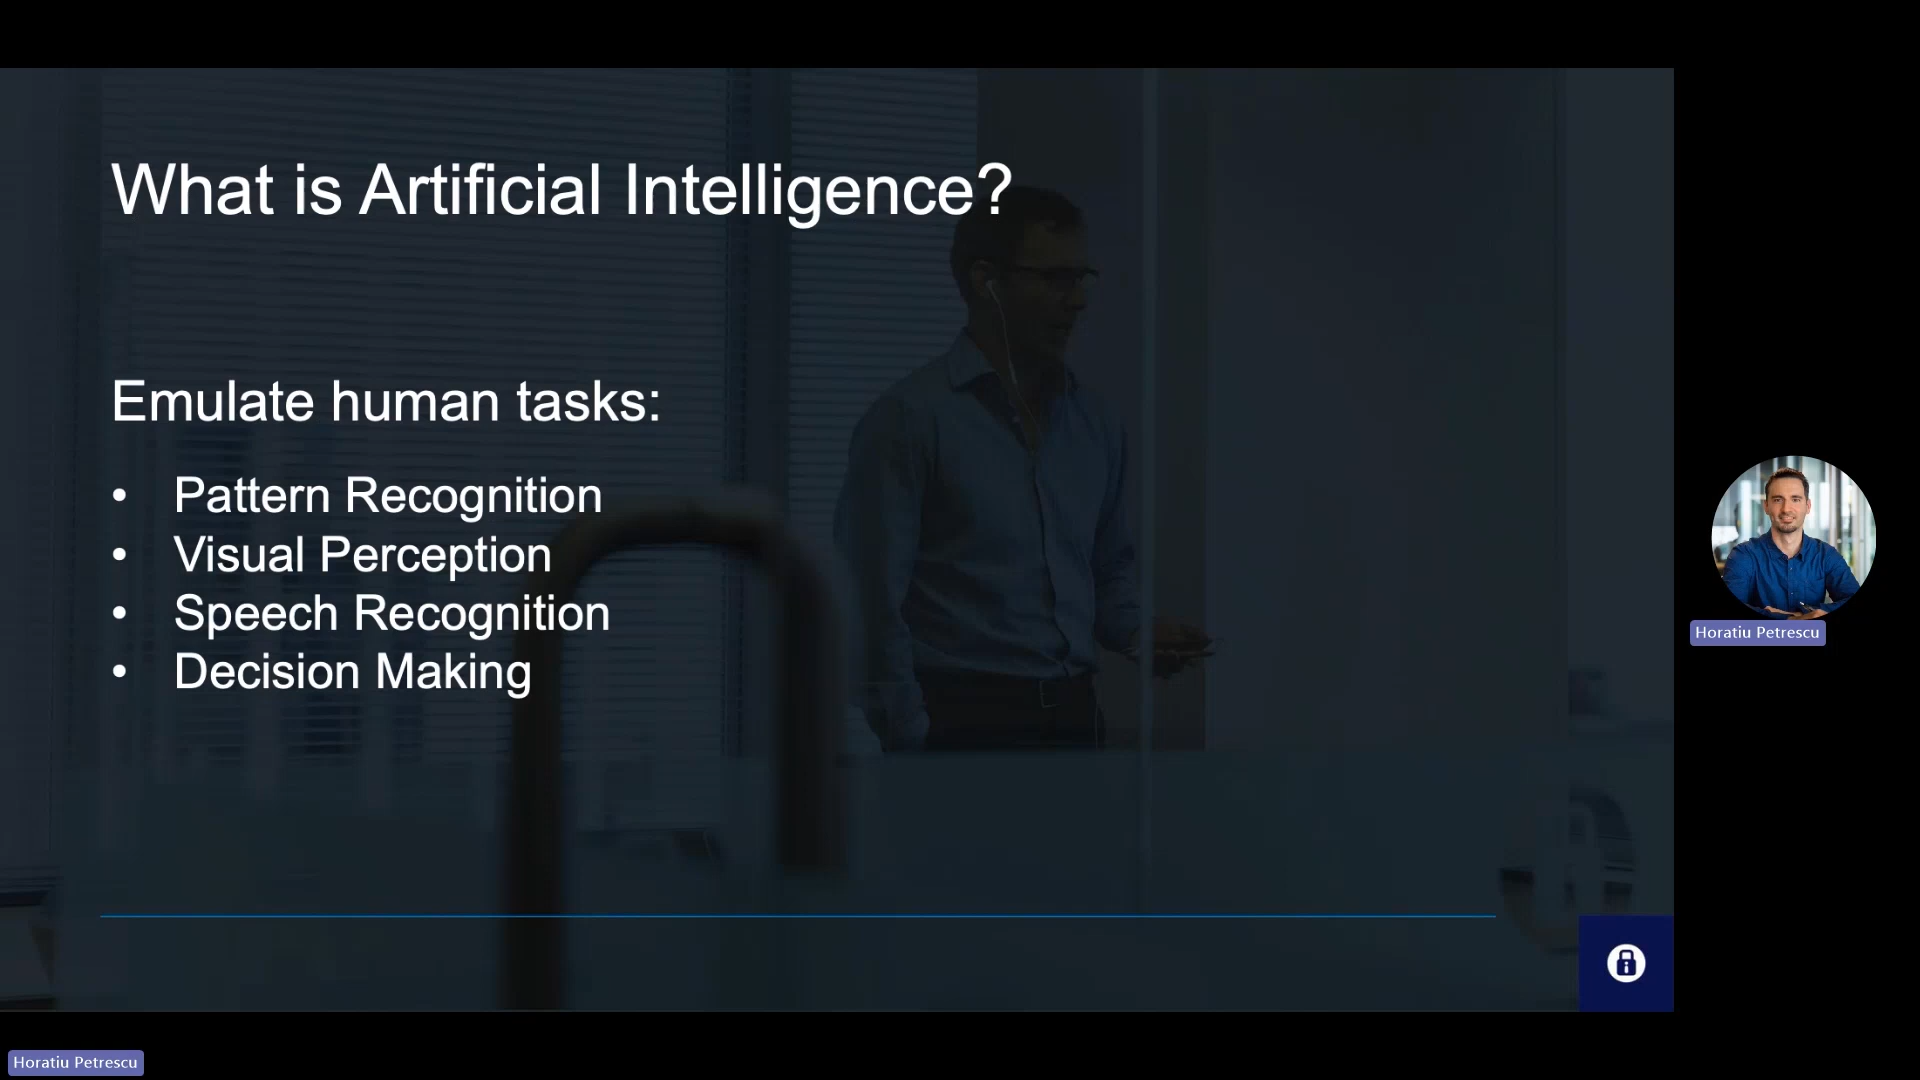 What is Artificial Intelligence?
Emulate human tasks:
• Pattern Recognition
• Visual Perception
• Speech Recognition
• Decision Making
Horatiu Petrescu
Horatiu Petrescu